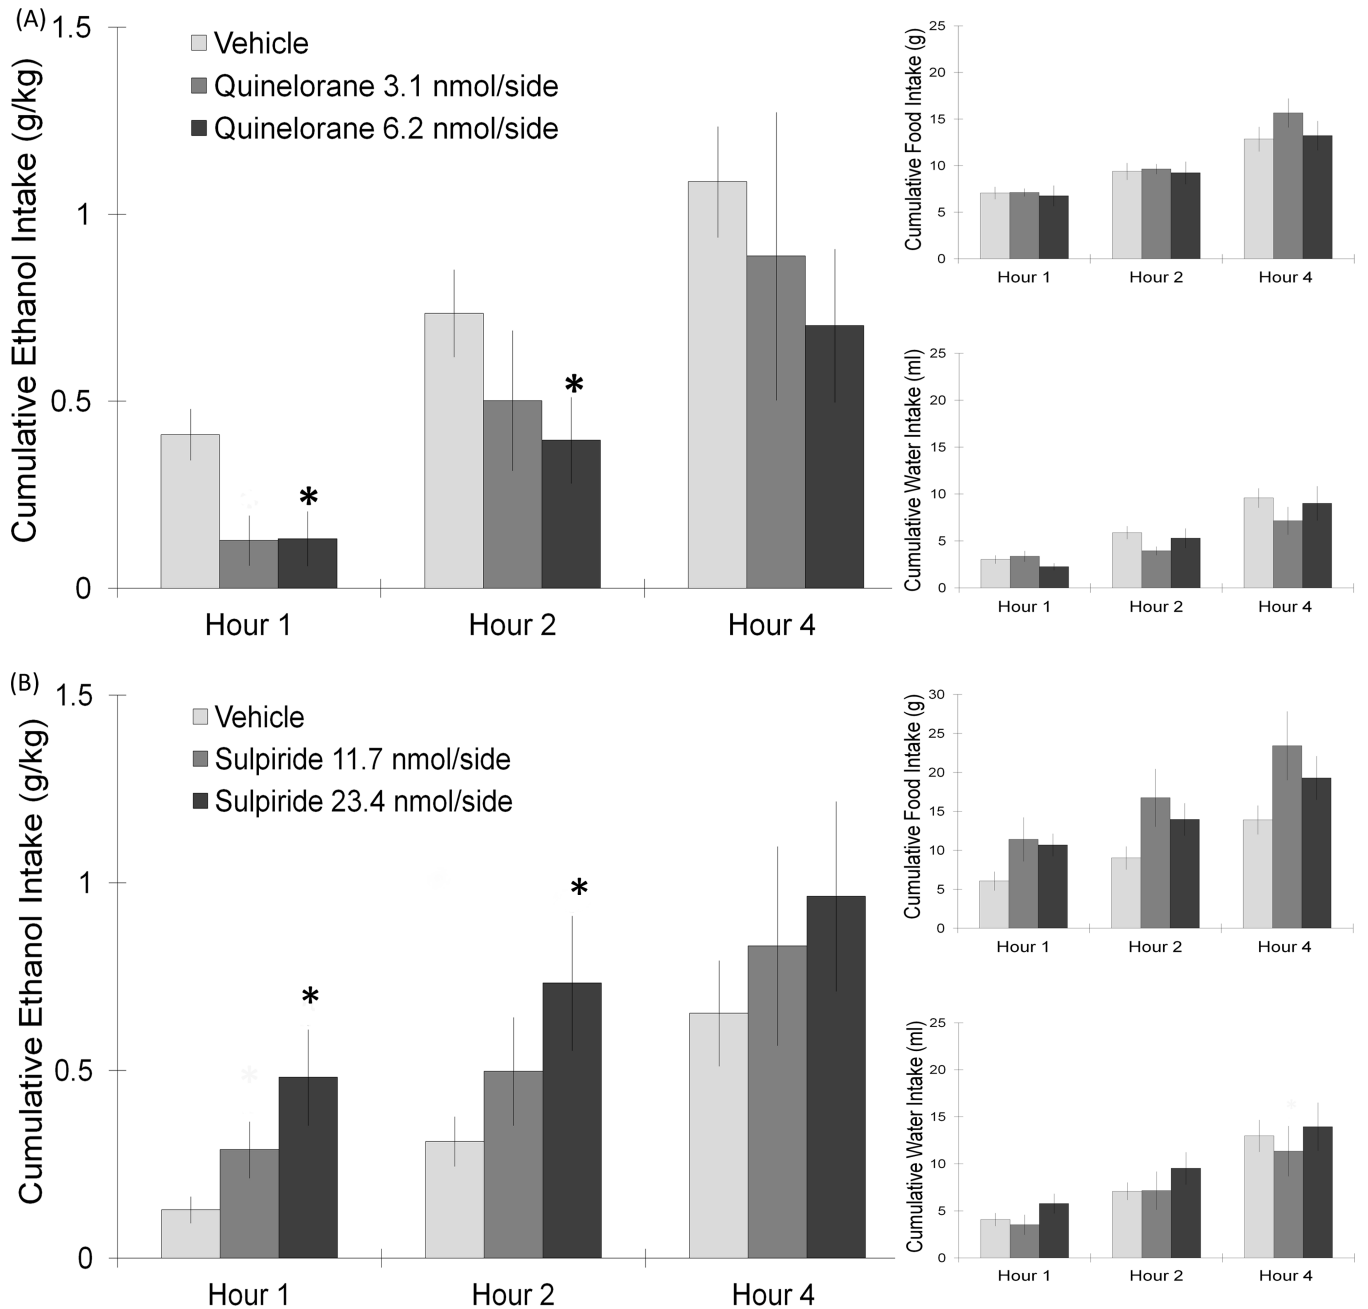 (A)
Cumulative Ethanol Intake (g/kg)
1.5
1
0.5
0
Vehicle
Quinelorane 3.1 nmol/side
Quinelorane 6.2 nmol/side
*
*
Hour 1
Hour 2
Hour 4
Cumulative Food Intake (g)
25
20
15
10
5
0
Hour 1
Hour 2
Hour 4
Cumulative Water Intake (ml)
25
20
15
10
5
0
Hour 1
Hour 2
Hour 4
(B)
Cumulative Ethanol Intake (g/kg)
1.5
1
0.5
0
Vehicle
Sulpiride 11.7 nmol/side
Sulpiride 23.4 nmol/side
*
*
*
Hour 1
Hour 2
Hour 4
Cumulative Food Intake (g)
30
25
20
15
10
5
0
Hour 1
Hour 2
Hour 4
Cumulative Water Intake (ml)
25
20
15
10
5
0
Hour 1
Hour 2
Hour 4